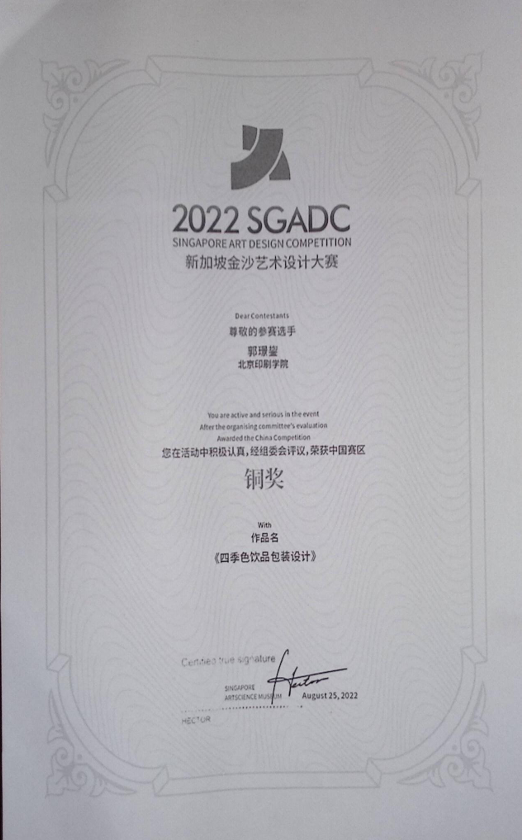 2022 SGADC
SINGAPORE ART DESIGN COMPETITION
新加坡金沙艺术设计大赛
Dear Contestants
尊敬的参赛选手
郭璟鋆
北京印刷学院
You are active and serious in the event
After the organising committee's evaluation
Awarded the China Competition
您在活动中积极认真,经组委会评议,荣获中国赛区
铜奖
With
作品名
《四季色饮品包装设计》
Certified true signature
Hector
SINGAPORE
ARTSCIENCE MUSEUM
August 25, 2022
HECTOR